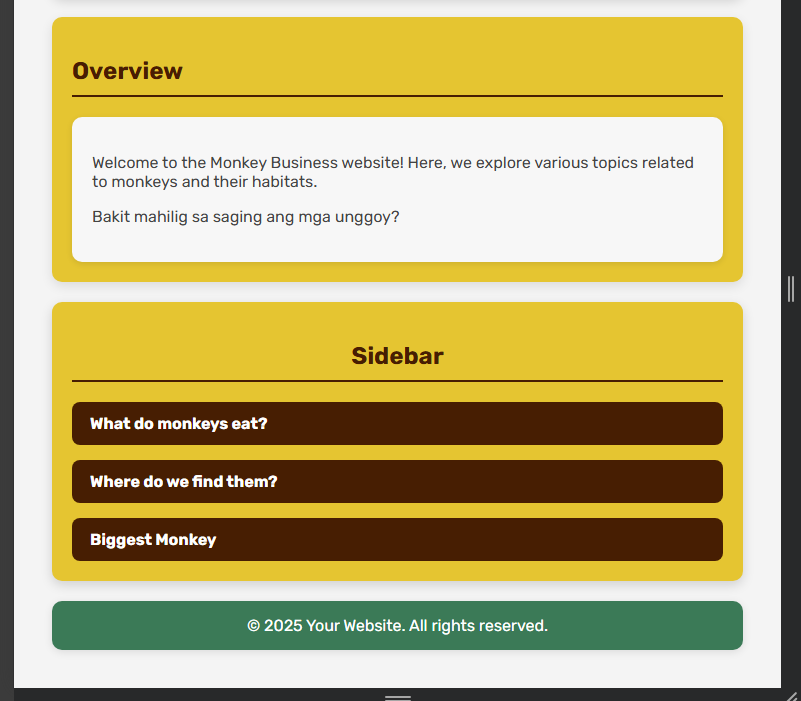 Overview
Welcome to the Monkey Business website! Here, we explore various topics related
to monkeys and their habitats.
Bakit mahilig sa saging ang mga unggoy?
Sidebar
What do monkeys eat?
Where do we find them?
Biggest Monkey
© 2025 Your Website. All rights reserved.